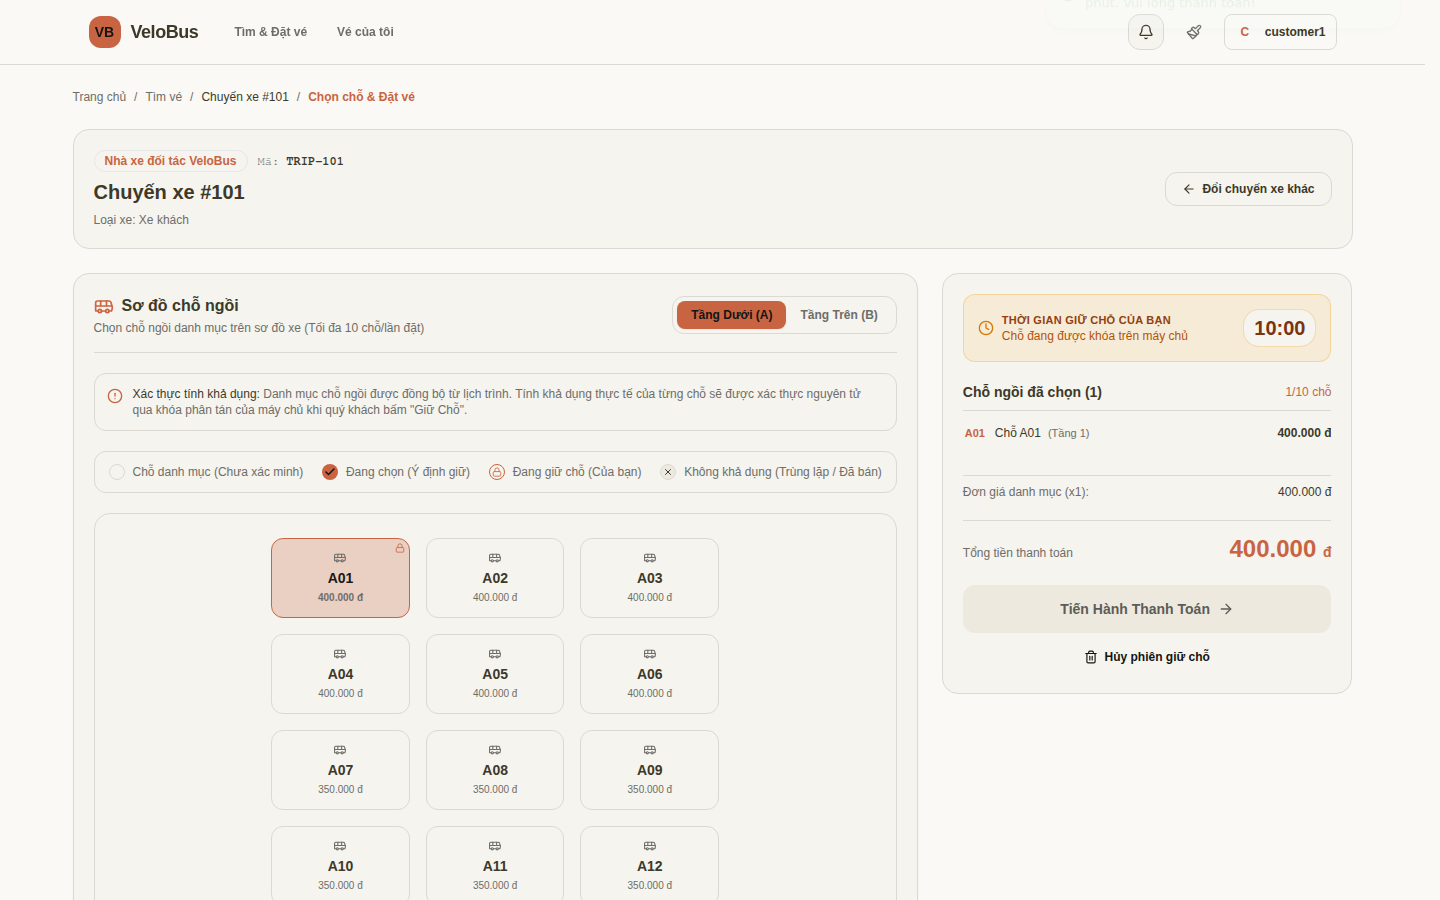 phút. Vui lòng thanh toán!
VB VeloBus Tìm & Đặt vé Vé của tôi C customer1
Trang chủ / Tìm vé / Chuyến xe #101 / Chọn chỗ & Đặt vé
Nhà xe đối tác VeloBus Mã: TRIP-101
Chuyến xe #101
Loại xe: Xe khách
Đổi chuyến xe khác
Sơ đồ chỗ ngồi
Chọn chỗ ngồi danh mục trên sơ đồ xe (Tối đa 10 chỗ/lần đặt)
Tầng Dưới (A) Tầng Trên (B)
Xác thực tính khả dụng: Danh mục chỗ ngồi được đồng bộ từ lịch trình. Tính khả dụng thực tế của từng chỗ sẽ được xác thực nguyên tử
qua khóa phân tán của máy chủ khi quý khách bấm "Giữ Chỗ".
Chỗ danh mục (Chưa xác minh) Đang chọn (Ý định giữ) Đang giữ chỗ (Của bạn) Không khả dụng (Trùng lặp / Đã bán)
A01 A02 A03
400.000 đ 400.000 đ 400.000 đ
A04 A05 A06
400.000 đ 400.000 đ 400.000 đ
A07 A08 A09
350.000 đ 350.000 đ 350.000 đ
A10 A11 A12
350.000 đ 350.000 đ 350.000 đ
THỜI GIAN GIỮ CHỖ CỦA BẠN
Chỗ đang được khóa trên máy chủ
10:00
Chỗ ngồi đã chọn (1) 1/10 chỗ
A01 Chỗ A01 (Tầng 1) 400.000 đ
Đơn giá danh mục (x1): 400.000 đ
Tổng tiền thanh toán 400.000 đ
Tiến Hành Thanh Toán
Hủy phiên giữ chỗ